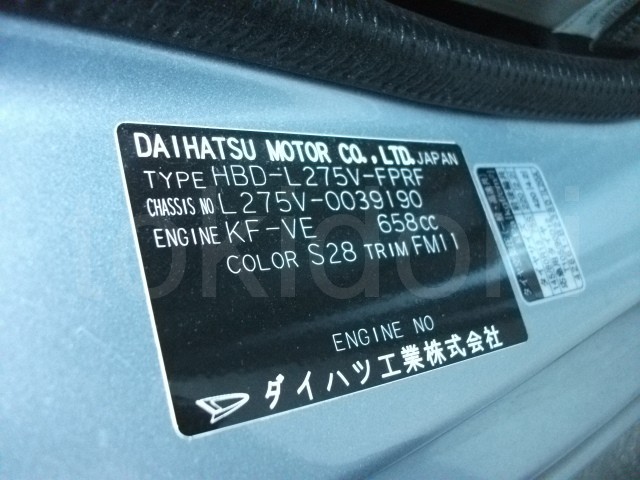 DAIHATSU MOTOR CO.,LTD. JAPAN
TYPE HBD-L275V-FPRF
CHASSIS NO L275V-0039190
ENGINE KF-VE 658cc
COLOR S28 TRIM FM11
ENGINE NO
ダイハツ工業株式会社